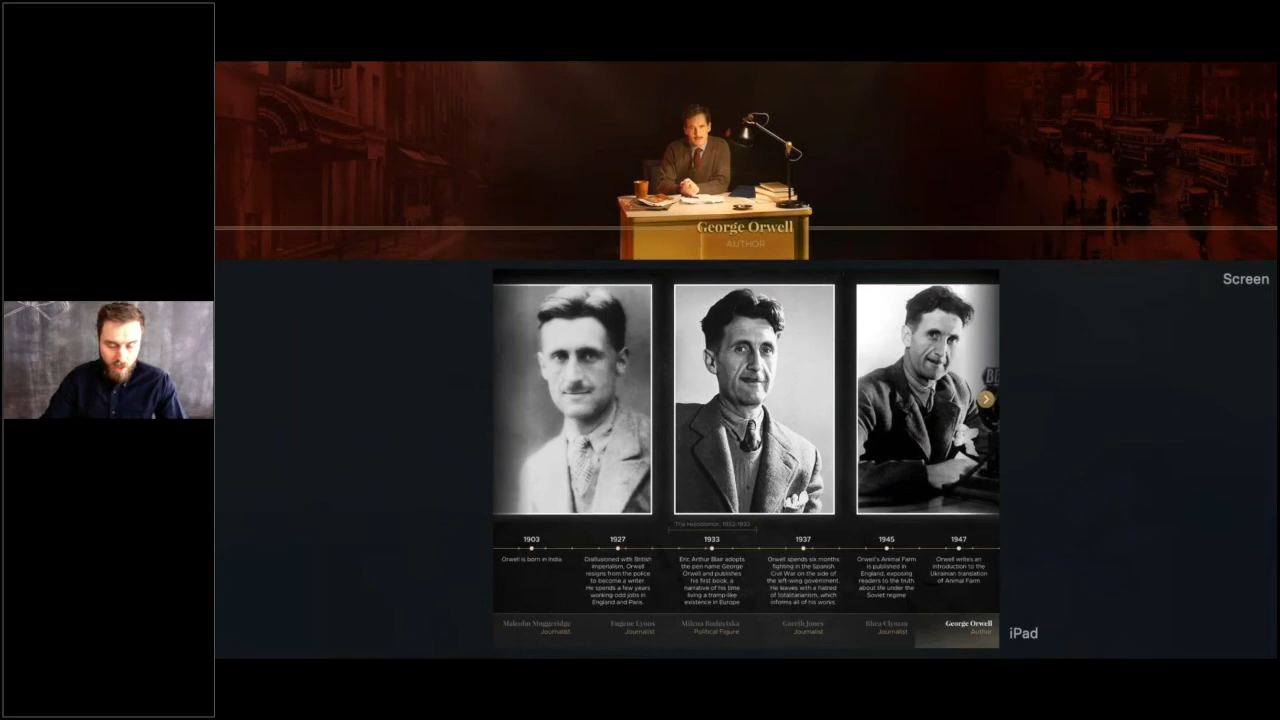 George Orwell
AUTHOR
Screen
BB
The Holodomor, 1932-1933
1903
1927
1933
1937
1945
1947
Orwell is born in India
Disillusioned with British
Imperialism, Orwell
resigns from the police
to become a writer
He spends a few years
working odd jobs in
England and Paris.
Eric Arthur Blair adopts
the pen name George
Orwell and publishes
his first book, a
narrative of his time
living a tramp-like
existence in Europe
Orwell spends six months
fighting in the Spanish
Civil War on the side of
the left-wing government.
He leaves with a hatred
of totalitarianism, which
informs all of his works.
Orwell's Animal Farm
is published in
England, exposing
readers to the truth
about life under the
Soviet regime
Orwell writes an
introduction to the
Ukrainian translation
of Animal Farm
Malcolm Muggeridge
Journalist
Eugene Lyons
Journalist
Milena Rudnytska
Political Figure
Gareth Jones
Journalist
Rhea Clyman
Journalist
George Orwell
Author
iPad